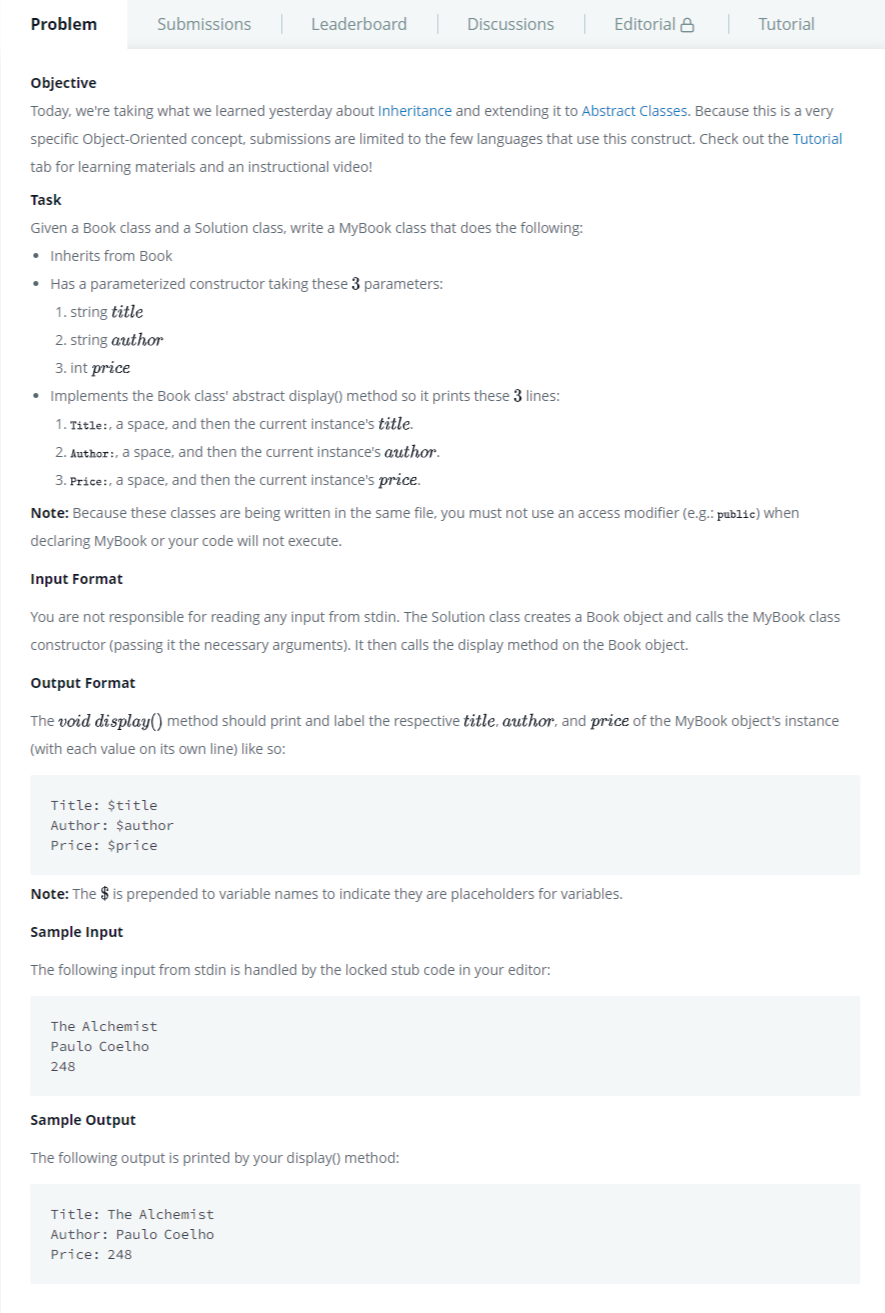 Problem
Submissions
Leaderboard
Discussions
Editorial
Tutorial
Objective
Today, we're taking what we learned yesterday about Inheritance and extending it to Abstract Classes. Because this is a very
specific Object-Oriented concept, submissions are limited to the few languages that use this construct. Check out the Tutorial
tab for learning materials and an instructional video!
Task
Given a Book class and a Solution class, write a MyBook class that does the following:
• Inherits from Book
• Has a parameterized constructor taking these 3 parameters:
1. string title
2. string author
3. int price
• Implements the Book class' abstract display() method so it prints these 3 lines:
1. Title:, a space, and then the current instance's title.
2. Author:, a space, and then the current instance's author.
3. Price:, a space, and then the current instance's price.
Note: Because these classes are being written in the same file, you must not use an access modifier (e.g.: public) when
declaring MyBook or your code will not execute.
Input Format
You are not responsible for reading any input from stdin. The Solution class creates a Book object and calls the MyBook class
constructor (passing it the necessary arguments). It then calls the display method on the Book object.
Output Format
The void display() method should print and label the respective title, author, and price of the MyBook object's instance
(with each value on its own line) like so:
Title: $title
Author: $author
Price: $price
Note: The $ is prepended to variable names to indicate they are placeholders for variables.
Sample Input
The following input from stdin is handled by the locked stub code in your editor:
The Alchemist
Paulo Coelho
248
Sample Output
The following output is printed by your display() method:
Title: The Alchemist
Author: Paulo Coelho
Price: 248